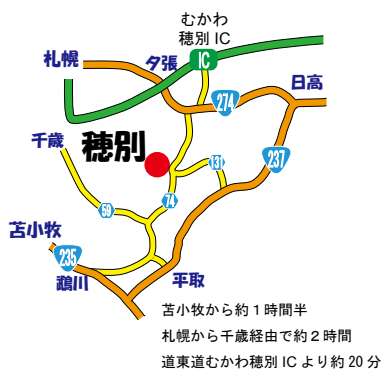 むかわ
穂別 IC
札幌
夕張
IC
日高
274
千歳
穂別
237
131
74
59
苫小牧
235
鵡川
平取
苫小牧から約１時間半
札幌から千歳経由で約２時間
道東道むかわ穂別 IC より約 20 分